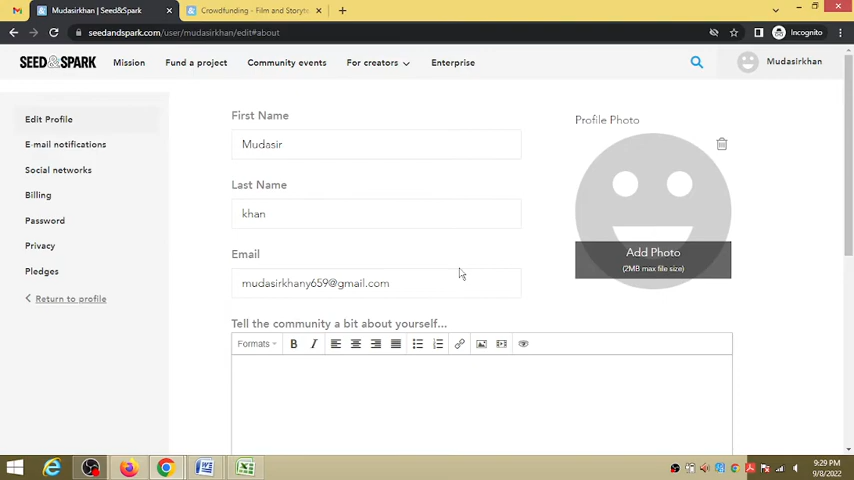 Mudasirkhan | Seed&Spark
Crowdfunding - Film and Storyt
seedandspark.com/user/mudasirkhan/edit#about
Incognito
SEED&SPARK
Mission
Fund a project
Community events
For creators
Enterprise
Mudasirkhan
Edit Profile
E-mail notifications
Social networks
Billing
Password
Privacy
Pledges
Return to profile
First Name
Mudasir
Last Name
khan
Email
mudasirkhany659@gmail.com
Tell the community a bit about yourself...
Formats
B
I
Profile Photo
Add Photo
(2MB max file size)
9:29 PM
9/8/2022